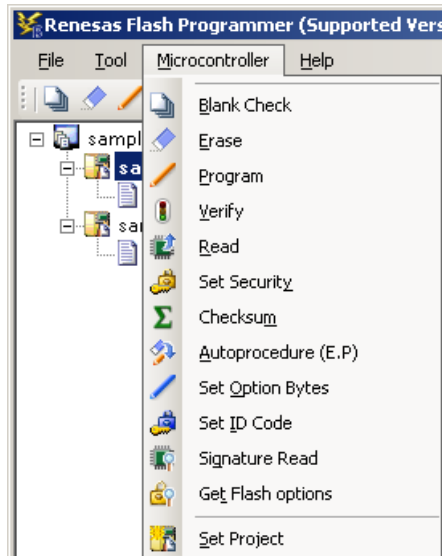 Renesas Flash Programmer (Supported Vers
File Tool Microcontroller Help
Blank Check
sampl
Erase
sa
Program
Verify
sa
Read
Set Security
Checksum
Autoprocedure (E.P)
Set Option Bytes
Set ID Code
Signature Read
Get Flash options
Set Project